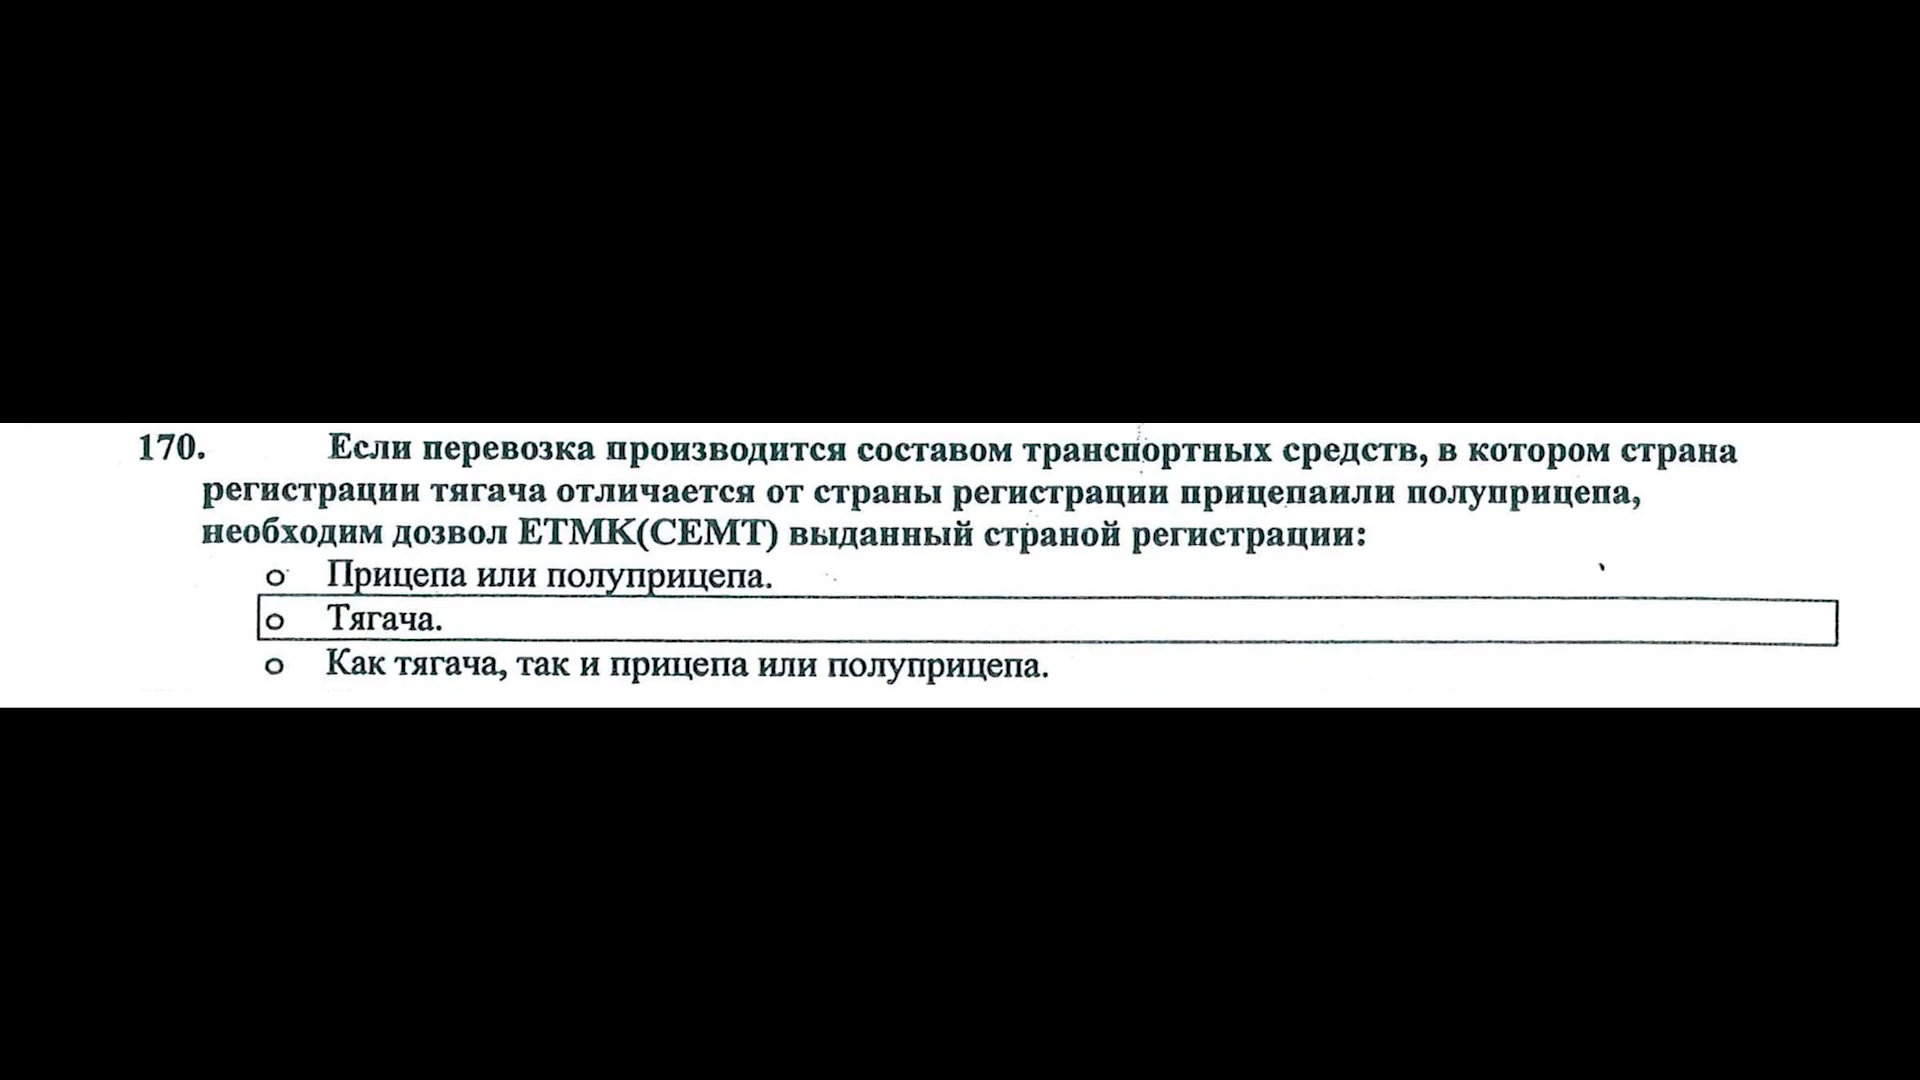 170. Если перевозка производится составом транспортных средств, в котором страна
регистрации тягача отличается от страны регистрации прицепаили полуприцепа,
необходим дозвол ЕТМК(CEMT) выданный страной регистрации:
o Прицепа или полуприцепа.
o Тягача.
o Как тягача, так и прицепа или полуприцепа.